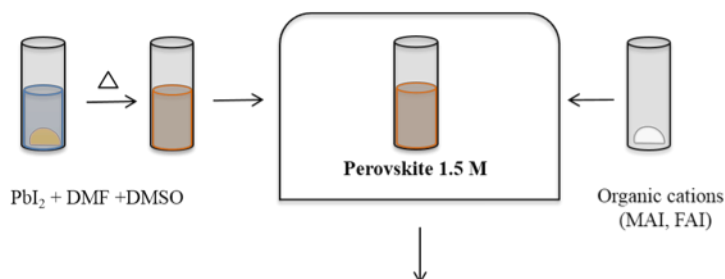 Perovskite 1.5 M
PbI₂ + DMF +DMSO
Organic cations
(MAI, FAI)